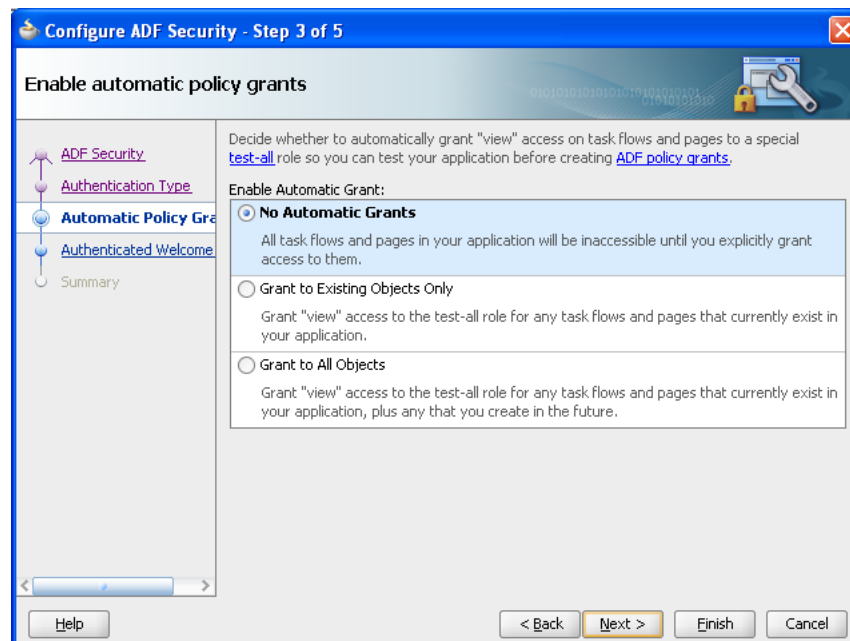 Configure ADF Security - Step 3 of 5
Enable automatic policy grants
ADF Security
Authentication Type
Automatic Policy Gra
Authenticated Welcome
Summary
Decide whether to automatically grant "view" access on task flows and pages to a special
test-all role so you can test your application before creating ADF policy grants.
Enable Automatic Grant:
No Automatic Grants
All task flows and pages in your application will be inaccessible until you explicitly grant
access to them.
Grant to Existing Objects Only
Grant "view" access to the test-all role for any task flows and pages that currently exist in
your application.
Grant to All Objects
Grant "view" access to the test-all role for any task flows and pages that currently exist in
your application, plus any that you create in the future.
Help
< Back
Next >
Finish
Cancel